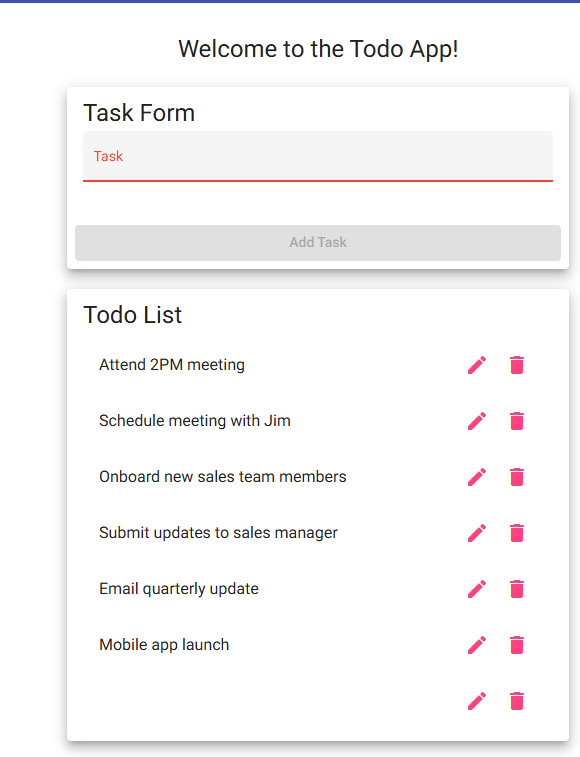 Welcome to the Todo App!
Task Form
Task
Add Task
Todo List
Attend 2PM meeting
Schedule meeting with Jim
Onboard new sales team members
Submit updates to sales manager
Email quarterly update
Mobile app launch